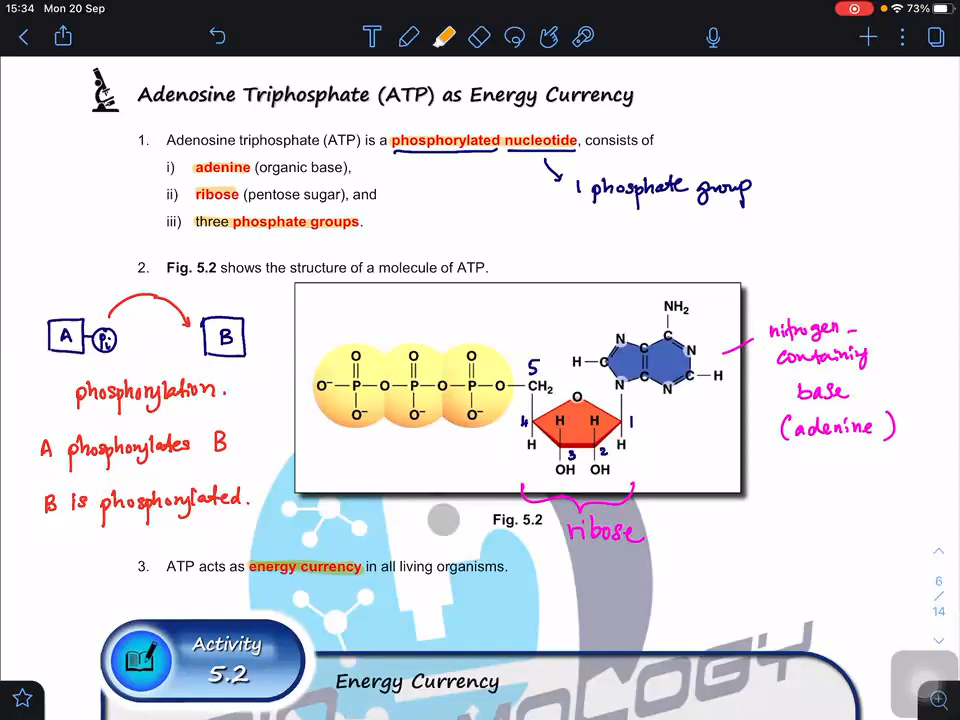 15:34 Mon 20 Sep
73%
T
Adenosine Triphosphate (ATP) as Energy Currency
1. Adenosine triphosphate (ATP) is a phosphorylated nucleotide, consists of
i) adenine (organic base),
ii) ribose (pentose sugar), and
iii) three phosphate groups.
1 phosphate group
2. Fig. 5.2 shows the structure of a molecule of ATP.
A Pi B
phosphorylation.
A phosphorylates B
B is phosphorylated.
NH₂
N C C N
H—C
C C—H
N N
O O O 5
O⁻—P—O—P—O—P—O—CH₂
O⁻ O⁻ O⁻
O
4 H H 1
H 3 2 H
OH OH
nitrogen-
containing
base
(adenine)
ribose
Fig. 5.2
3. ATP acts as energy currency in all living organisms.
6
/
14
Activity
5.2
Energy Currency